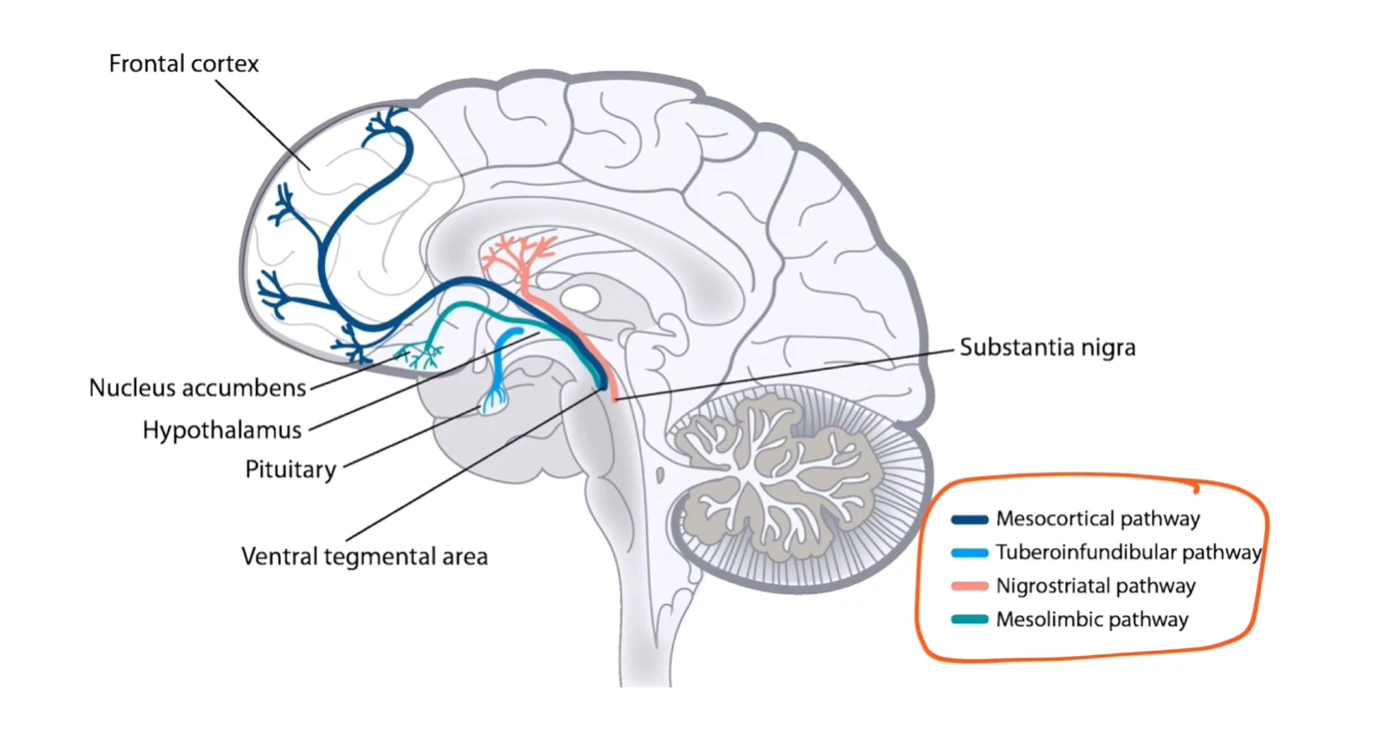 Frontal cortex
Substantia nigra
Nucleus accumbens
Hypothalamus
Pituitary
Ventral tegmental area
Mesocortical pathway
Tuberoinfundibular pathway
Nigrostriatal pathway
Mesolimbic pathway